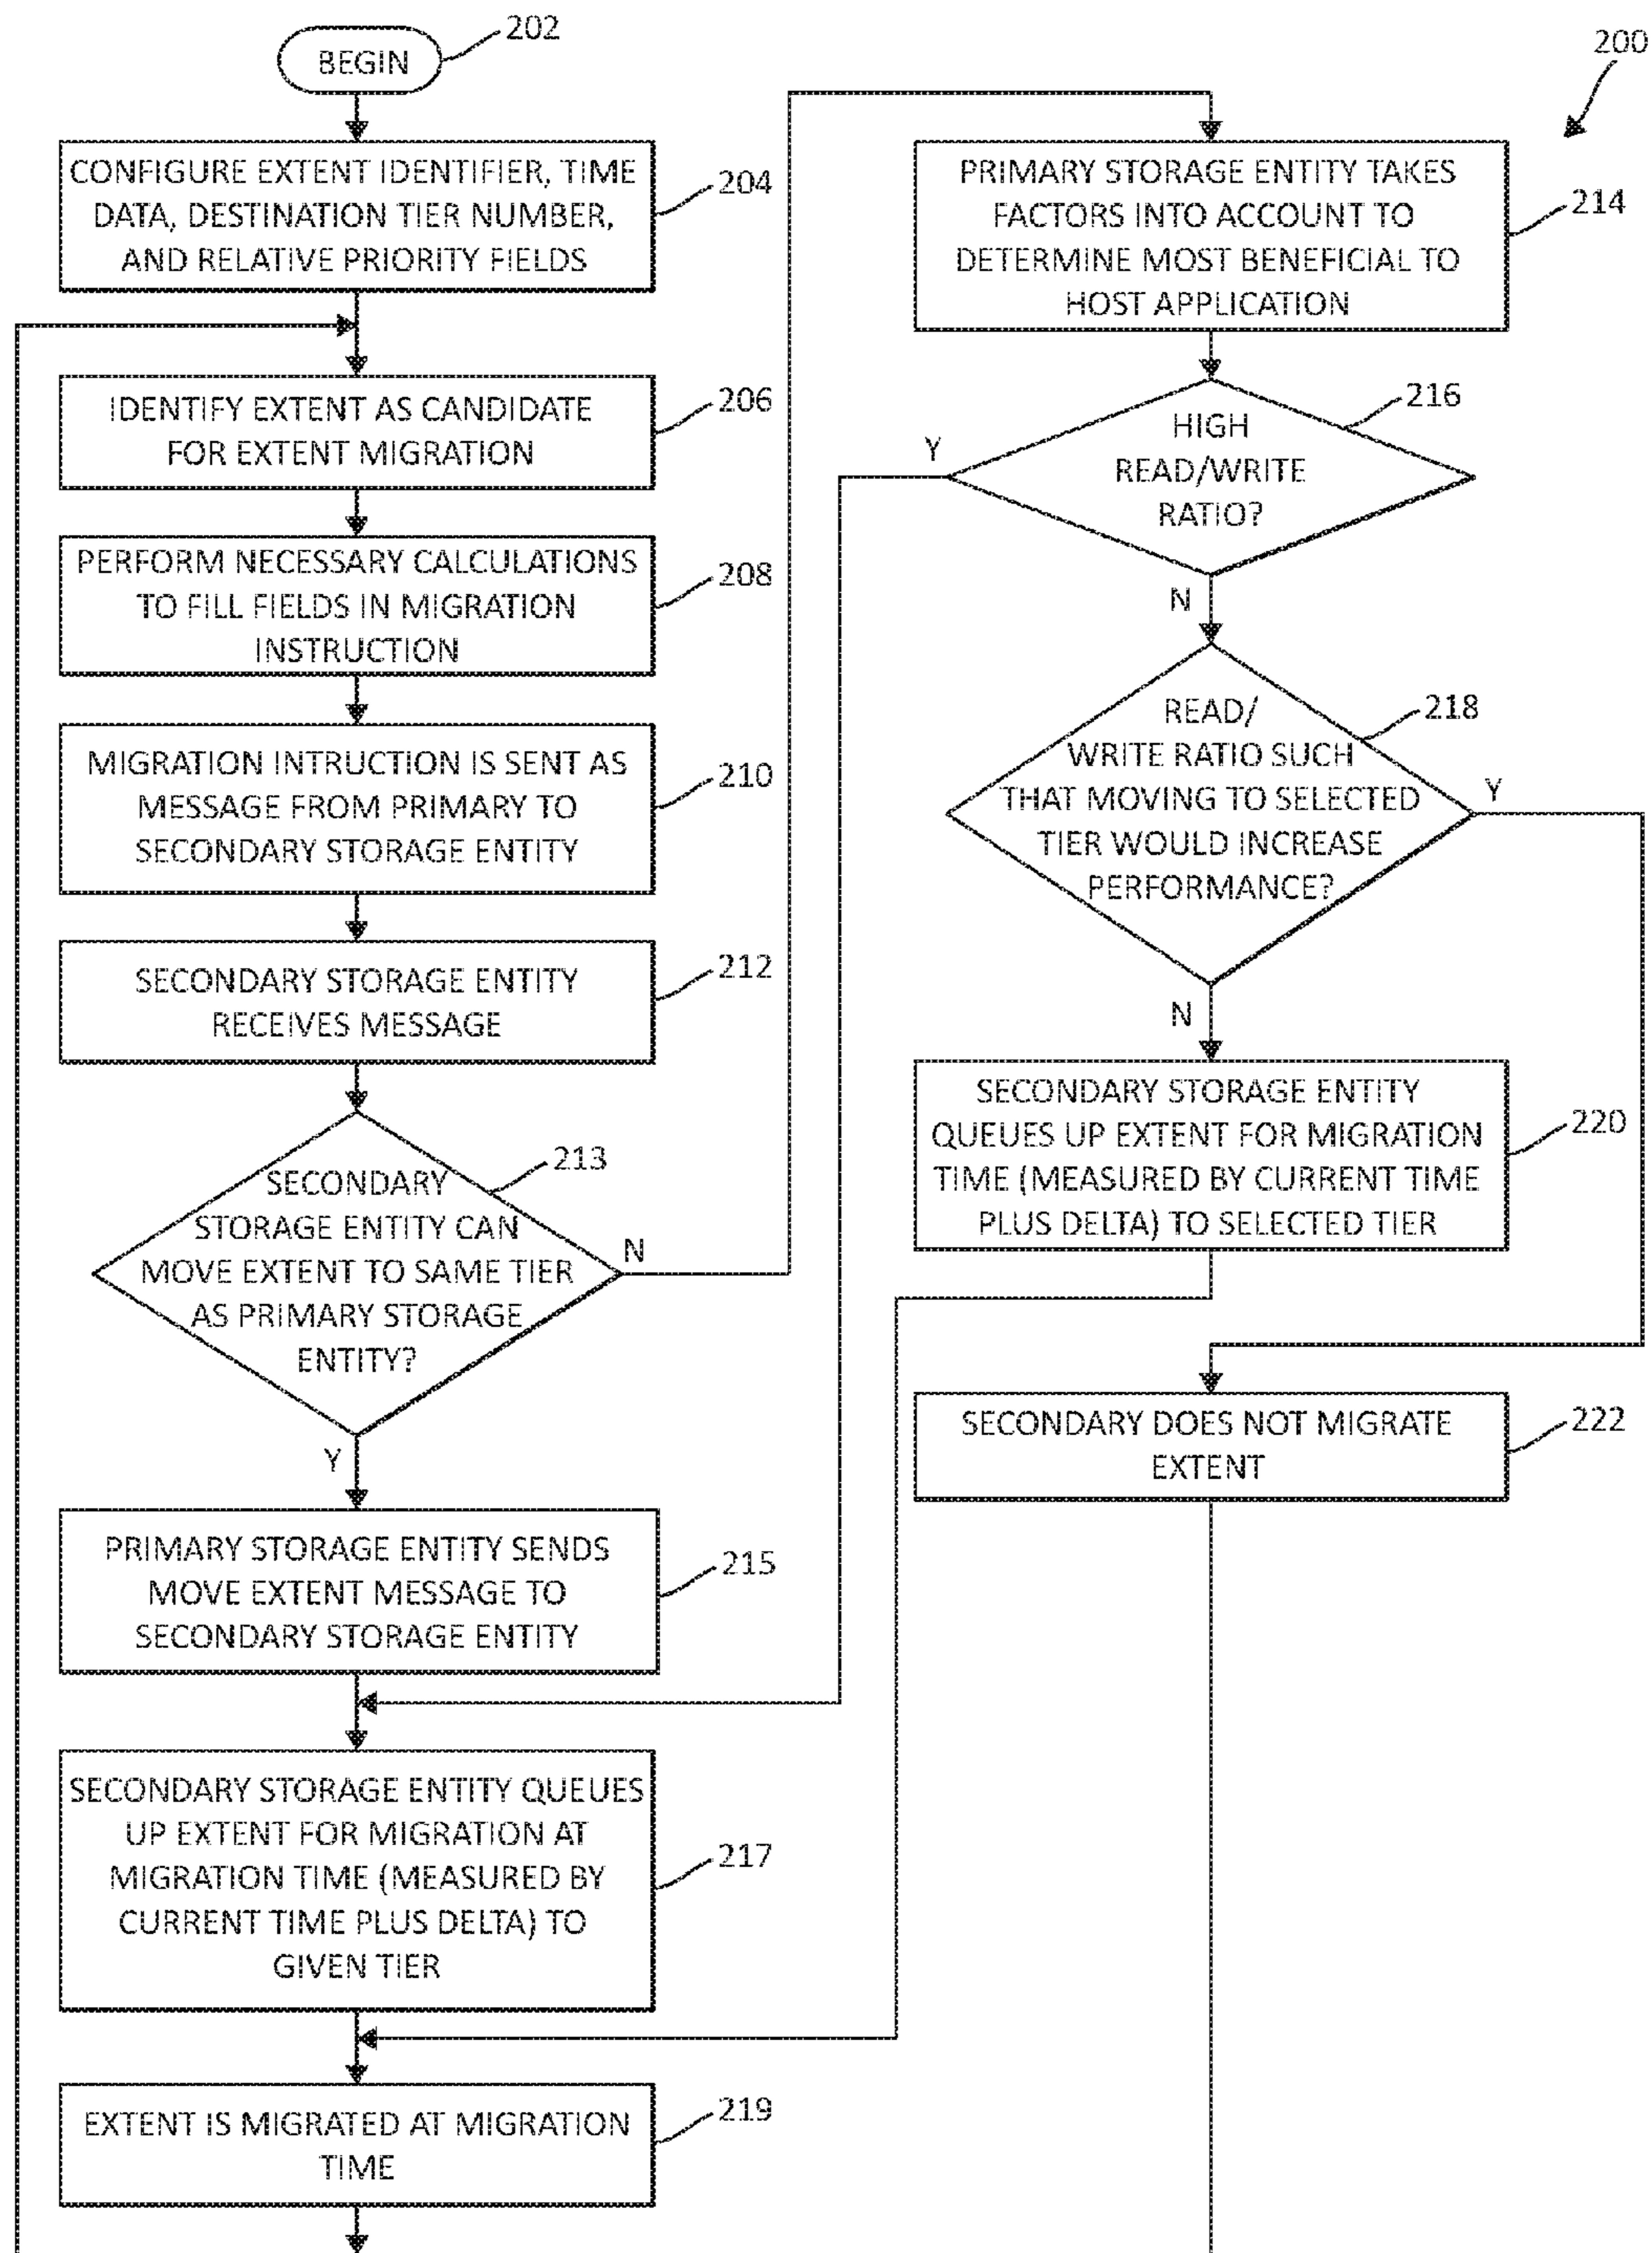 BEGIN
202
200
CONFIGURE EXTENT IDENTIFIER, TIME
DATA, DESTINATION TIER NUMBER,
AND RELATIVE PRIORITY FIELDS
204
IDENTIFY EXTENT AS CANDIDATE
FOR EXTENT MIGRATION
206
PERFORM NECESSARY CALCULATIONS
TO FILL FIELDS IN MIGRATION
INSTRUCTION
208
MIGRATION INTRUCTION IS SENT AS
MESSAGE FROM PRIMARY TO
SECONDARY STORAGE ENTITY
210
SECONDARY STORAGE ENTITY
RECEIVES MESSAGE
212
SECONDARY
STORAGE ENTITY CAN
MOVE EXTENT TO SAME TIER
AS PRIMARY STORAGE
ENTITY?
213
N
Y
PRIMARY STORAGE ENTITY SENDS
MOVE EXTENT MESSAGE TO
SECONDARY STORAGE ENTITY
215
SECONDARY STORAGE ENTITY QUEUES
UP EXTENT FOR MIGRATION AT
MIGRATION TIME (MEASURED BY
CURRENT TIME PLUS DELTA) TO
GIVEN TIER
217
EXTENT IS MIGRATED AT MIGRATION
TIME
219
PRIMARY STORAGE ENTITY TAKES
FACTORS INTO ACCOUNT TO
DETERMINE MOST BENEFICIAL TO
HOST APPLICATION
214
HIGH
READ/WRITE
RATIO?
216
Y
N
READ/
WRITE RATIO SUCH
THAT MOVING TO SELECTED
TIER WOULD INCREASE
PERFORMANCE?
218
Y
N
SECONDARY STORAGE ENTITY
QUEUES UP EXTENT FOR MIGRATION
TIME (MEASURED BY CURRENT TIME
PLUS DELTA) TO SELECTED TIER
220
SECONDARY DOES NOT MIGRATE
EXTENT
222